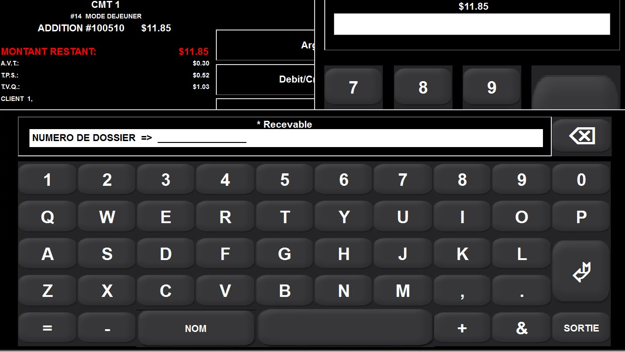 CMT 1
#14 MODE DEJEUNER
ADDITION #100510 $11.85
MONTANT RESTANT: $11.85
A.V.T.: $0.30
T.P.S.: $0.52
T.V.Q.: $1.03
CLIENT 1,
Debit/C
$11.85
7 8 9
* Recevable
NUMERO DE DOSSIER => ________________
1 2 3 4 5 6 7 8 9 0
Q W E R T Y U I O P
A S D F G H J K L
Z X C V B N M , .
= - NOM + & SORTIE